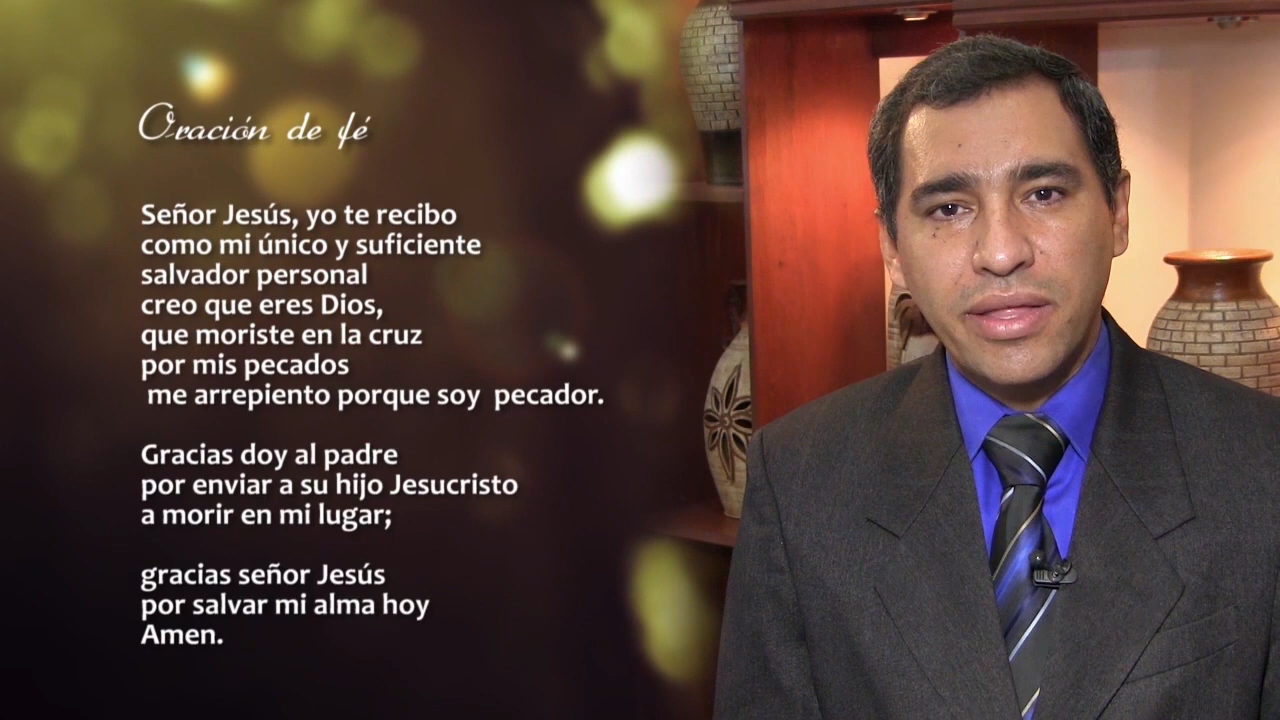 Oración de fé
Señor Jesús, yo te recibo
como mi único y suficiente
salvador personal
creo que eres Dios,
que moriste en la cruz
por mis pecados
me arrepiento porque soy pecador.
Gracias doy al padre
por enviar a su hijo Jesucristo
a morir en mi lugar;
gracias señor Jesús
por salvar mi alma hoy
Amen.